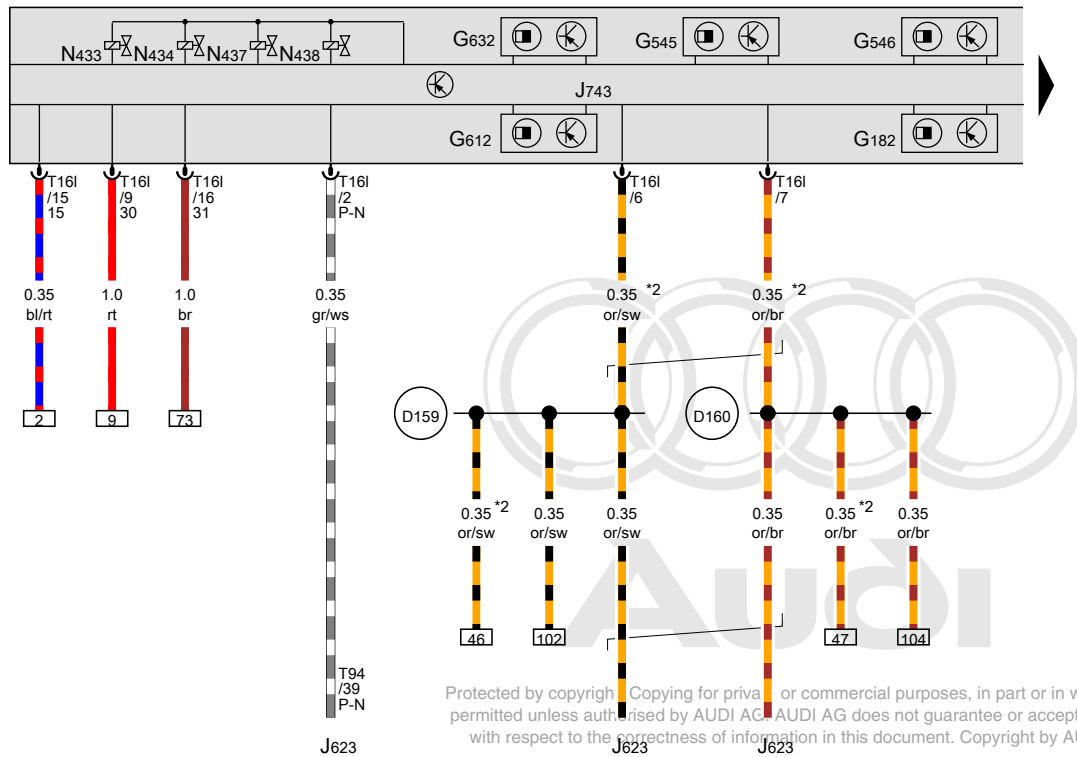 N433 N434 N437 N438 G632 G545 G546
J743
G612 G182
T16l /15 15
T16l /9 30
T16l /16 31
T16l /2 P-N
T16l /6
T16l /7
0.35 bl/rt
1.0 rt
1.0 br
0.35 gr/ws
0.35 *2 or/sw
0.35 *2 or/br
2 9 73
D159 D160
0.35 *2 or/sw
0.35 or/sw
0.35 or/sw
0.35 or/br
0.35 *2 or/br
0.35 or/br
46 102 47 104
Audi
T94 /39 P-N
Protected by copyrigh Copying for priva or commercial purposes, in part or in w
permitted unless authorised by AUDI AG. AUDI AG does not guarantee or accept
with respect to the correctness of information in this document. Copyright by AU
J623 J623 J623